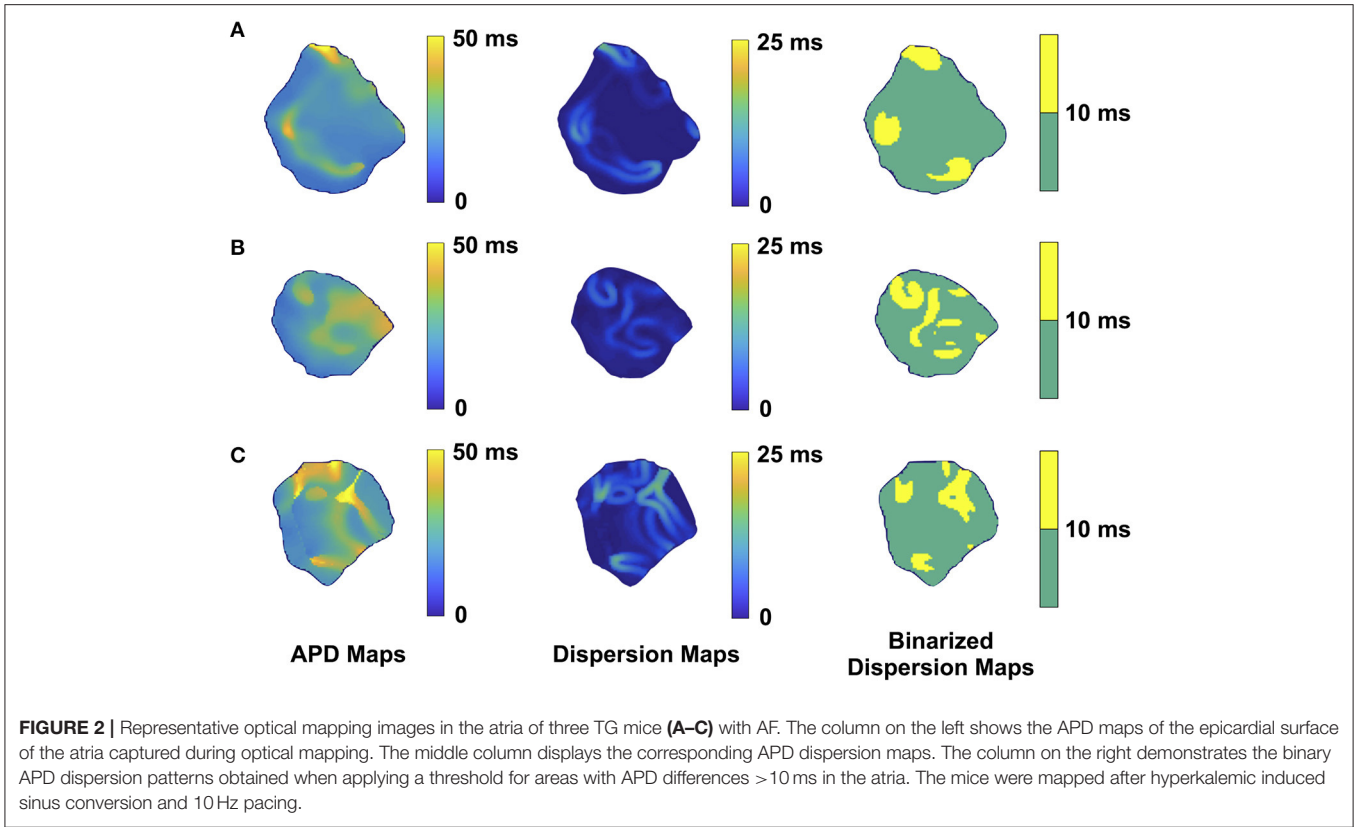 A
50 ms
0
25 ms
0
10 ms
B
50 ms
0
25 ms
0
10 ms
C
50 ms
0
25 ms
0
10 ms
APD Maps
Dispersion Maps
Binarized
Dispersion Maps
FIGURE 2 | Representative optical mapping images in the atria of three TG mice (A–C) with AF. The column on the left shows the APD maps of the epicardial surface
of the atria captured during optical mapping. The middle column displays the corresponding APD dispersion maps. The column on the right demonstrates the binary
APD dispersion patterns obtained when applying a threshold for areas with APD differences >10 ms in the atria. The mice were mapped after hyperkalemic induced
sinus conversion and 10 Hz pacing.